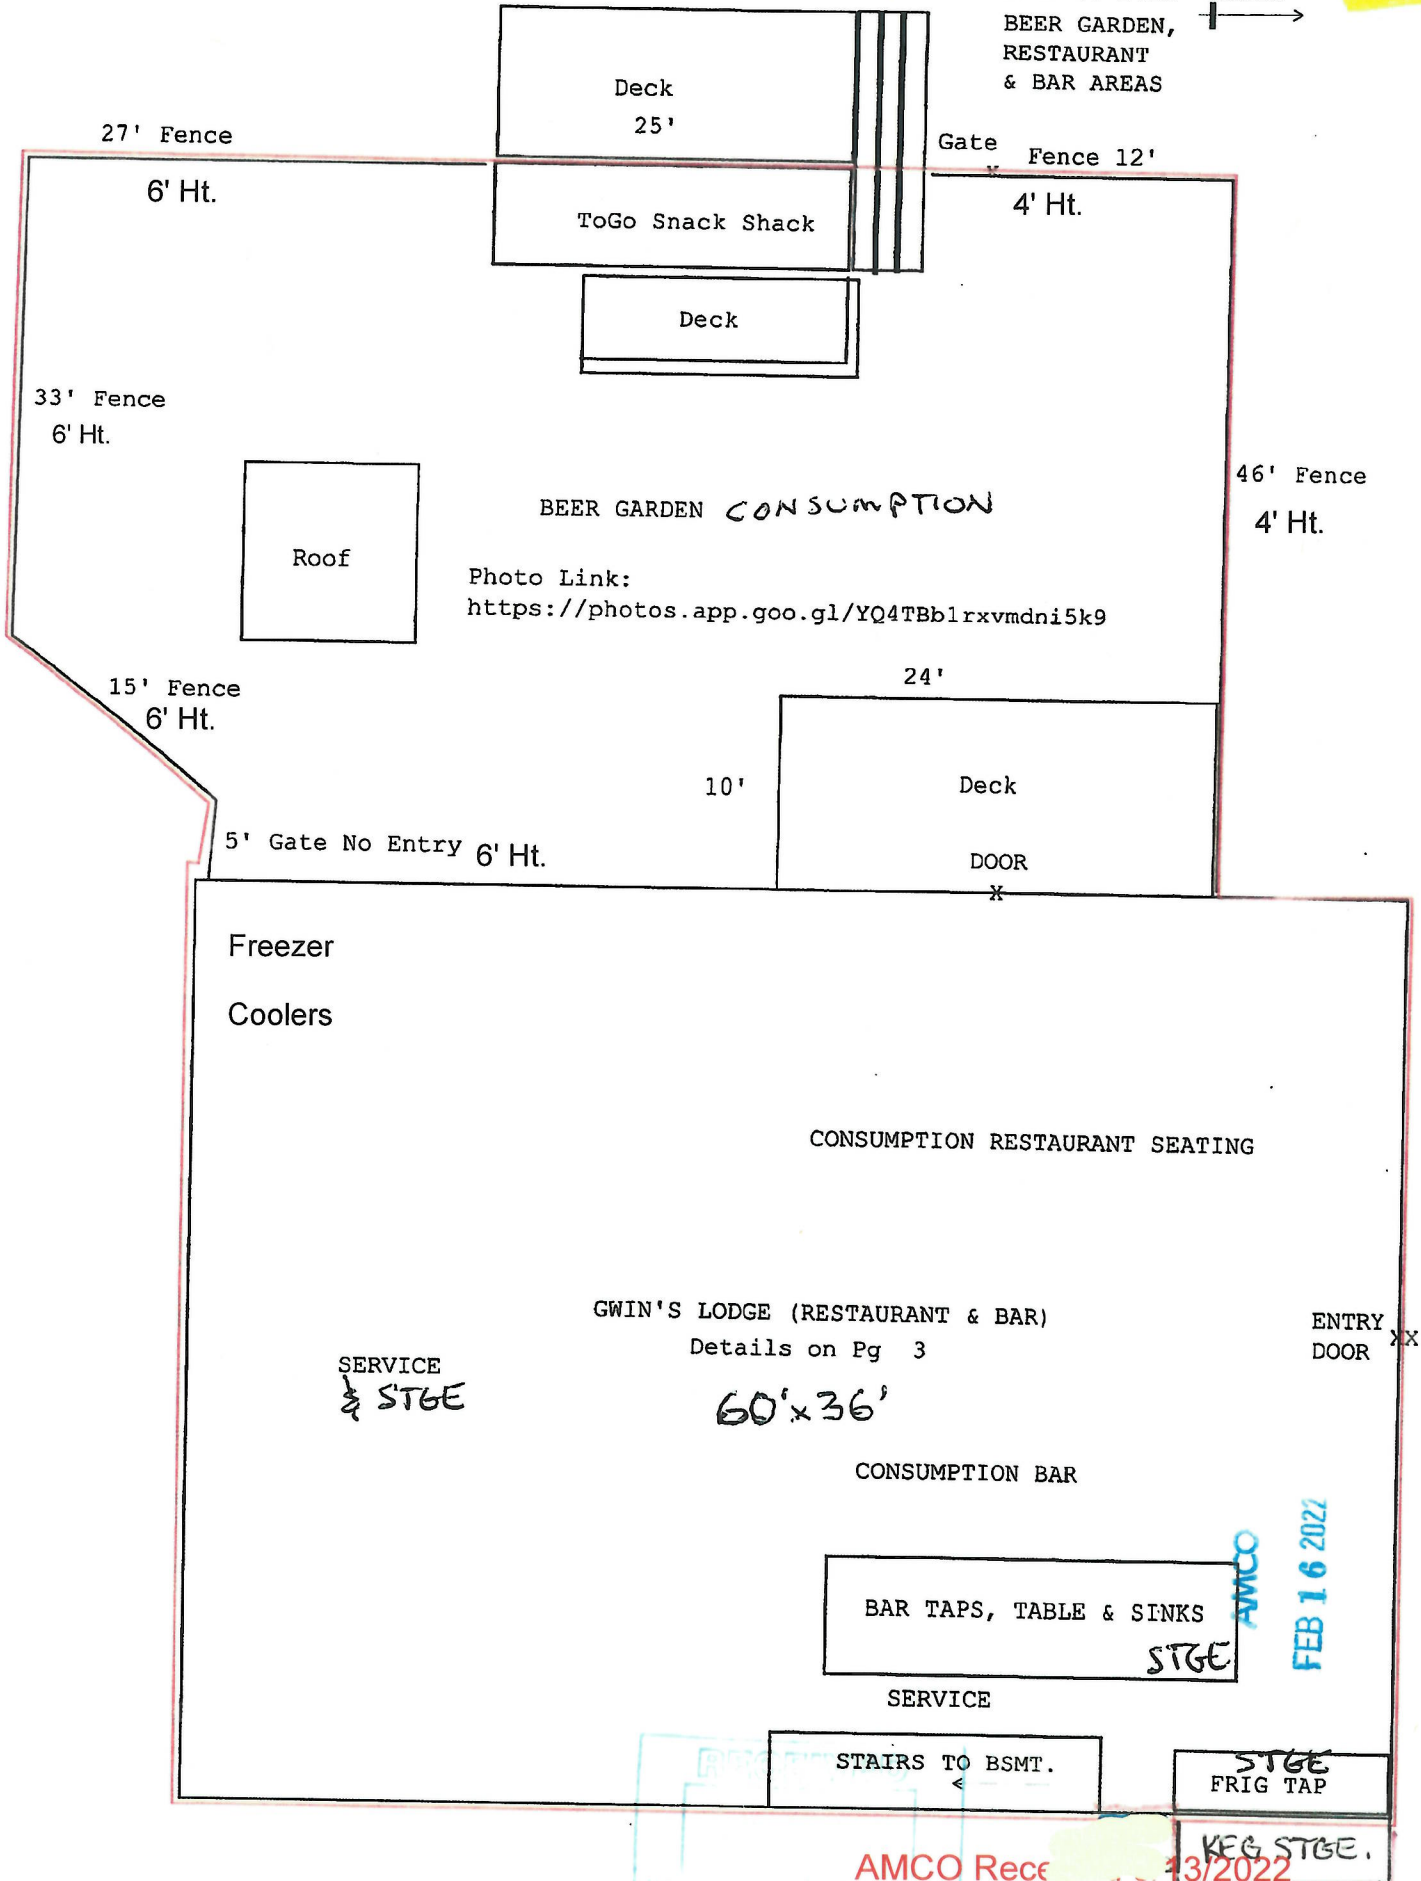 BEER GARDEN,
RESTAURANT
& BAR AREAS
Deck
25'
27' Fence
6' Ht.
Gate
x
Fence 12'
4' Ht.
ToGo Snack Shack
Deck
33' Fence
6' Ht.
46' Fence
4' Ht.
BEER GARDEN CONSUMPTION
Roof
Photo Link:
https://photos.app.goo.gl/YQ4TBb1rxvmdni5k9
15' Fence
6' Ht.
24'
10'
Deck
5' Gate No Entry 6' Ht.
DOOR
X
Freezer
Coolers
CONSUMPTION RESTAURANT SEATING
GWIN'S LODGE (RESTAURANT & BAR)
Details on Pg 3
60'x36'
ENTRY
DOOR
XX
SERVICE
& STGE
CONSUMPTION BAR
BAR TAPS, TABLE & SINKS
STGE
AMCO
FEB 16 2022
SERVICE
STAIRS TO BSMT.
<
STGE
FRIG TAP
KEG STGE.
AMCO Rece 13/2022